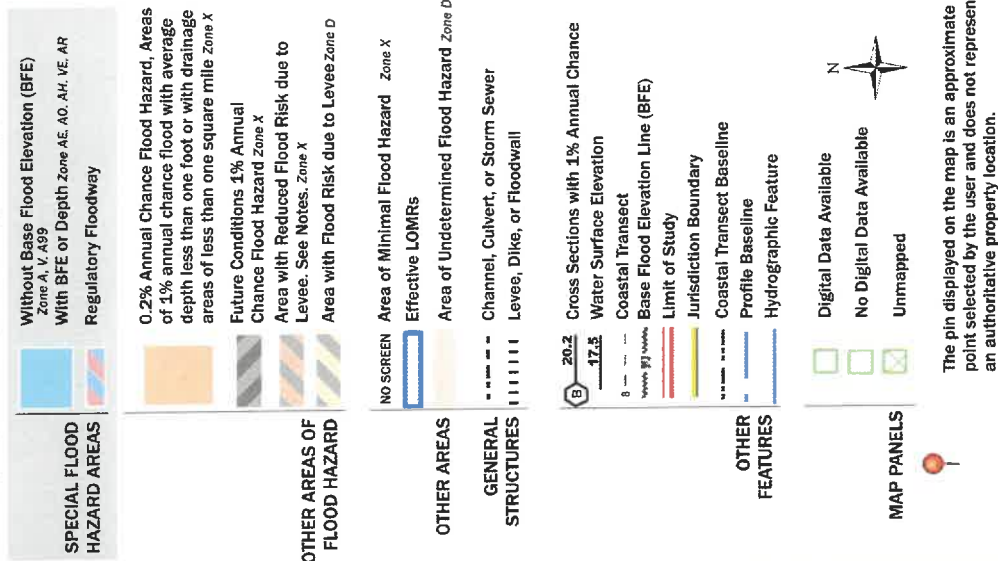 SPECIAL FLOOD
HAZARD AREAS
Without Base Flood Elevation (BFE)
Zone A, V, A99
With BFE or Depth Zone AE, AO, AH, VE, AR
Regulatory Floodway
OTHER AREAS OF
FLOOD HAZARD
0.2% Annual Chance Flood Hazard, Areas
of 1% annual chance flood with average
depth less than one foot or with drainage
areas of less than one square mile Zone X
Future Conditions 1% Annual
Chance Flood Hazard Zone X
Area with Reduced Flood Risk due to
Levee. See Notes. Zone X
Area with Flood Risk due to Levee Zone D
OTHER AREAS
NO SCREEN Area of Minimal Flood Hazard Zone X
Effective LOMRs
Area of Undetermined Flood Hazard Zone D
GENERAL
STRUCTURES
Channel, Culvert, or Storm Sewer
Levee, Dike, or Floodwall
OTHER
FEATURES
B 20.2 Cross Sections with 1% Annual Chance
17.5 Water Surface Elevation
8 Coastal Transect
Base Flood Elevation Line (BFE)
Limit of Study
Jurisdiction Boundary
Coastal Transect Baseline
Profile Baseline
Hydrographic Feature
MAP PANELS
Digital Data Available
No Digital Data Available
Unmapped
N
The pin displayed on the map is an approximate
point selected by the user and does not represen
an authoritative property location.